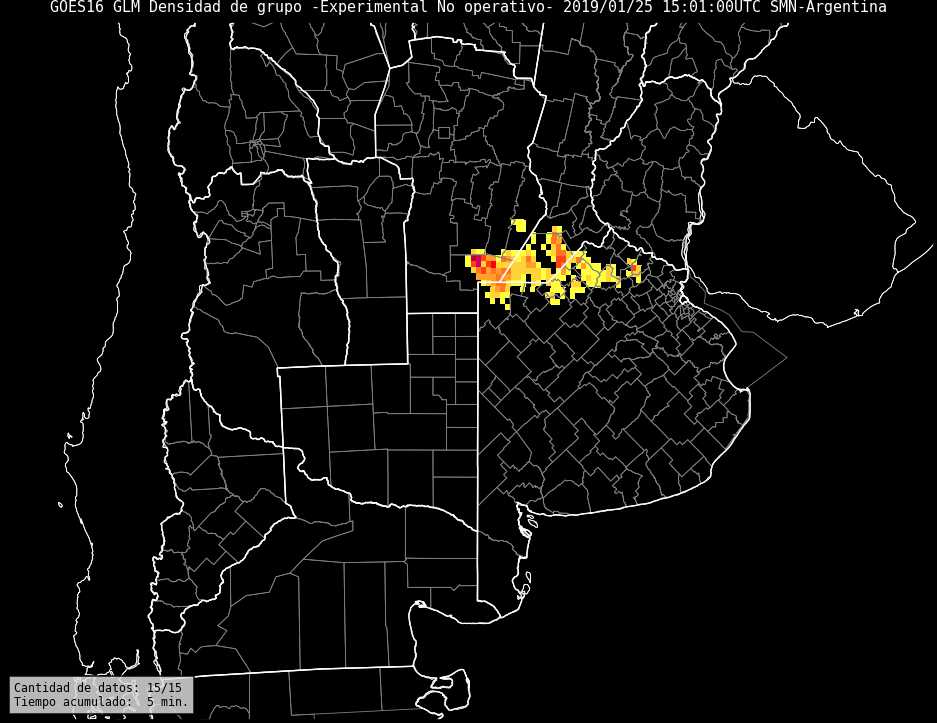 GOES16 GLM Densidad de grupo -Experimental No operativo- 2019/01/25 15:01:00UTC SMN-Argentina
Cantidad de datos: 15/15
Tiempo acumulado:  5 min.